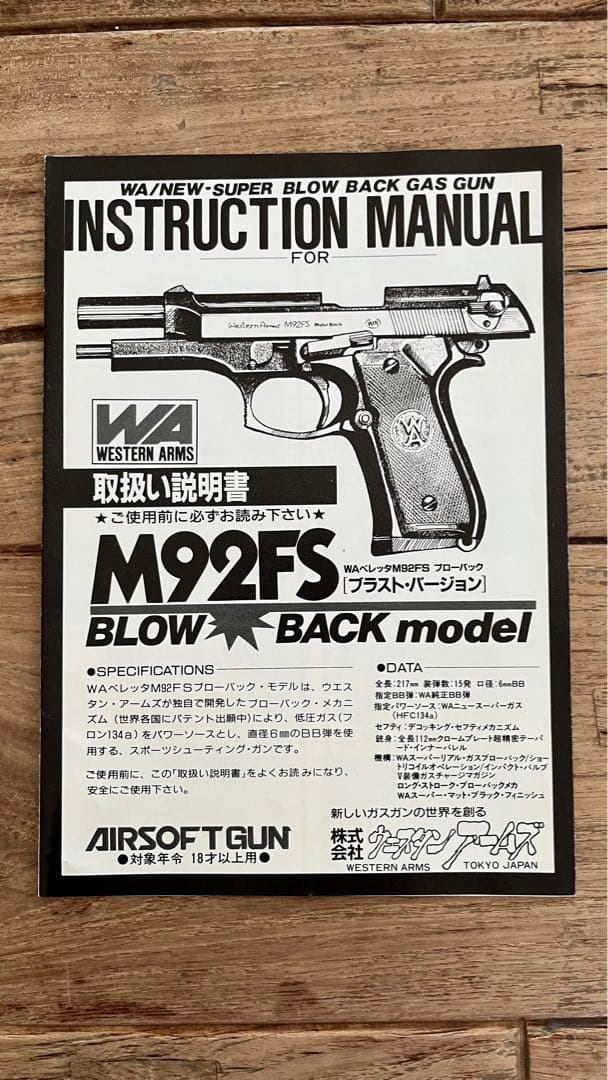 WA/NEW-SUPER BLOW BACK GAS GUN
INSTRUCTION MANUAL
FOR
Western Arms M92FS Blow Back
WA
WA
WA
WESTERN ARMS
取扱い説明書
★ご使用前に必ずお読み下さい★
M92FS
WAベレッタM92FS ブローバック
[ブラスト・バージョン]
BLOW BACK model
●SPECIFICATIONS
WAベレッタM92FSブローバック・モデルは、ウエス
タン・アームズが独自で開発したブローバック・メカニ
ズム(世界各国にパテント出願中)により、低圧ガス(フ
ロン134a)をパワーソースとし、直径6㎜のBB弾を使
用する、スポーツシューティング・ガンです。
ご使用前に、この「取扱い説明書」をよくお読みになり、
安全にご使用下さい。
●DATA
全長:217㎜ 装弾数:15発 口径:6㎜BB
指定BB弾:WA純正BB弾
指定パワーソース:WAニュースーパーガス
(HFC134a)
セフティ:デコッキング・セフティメカニズム
銃身:全長112㎜クロームプレート超精密テーパ
ード・インナーバレル
機構:WAスーパーリアル・ガスブローバック/ショー
トリコイルオペレーション/インパクト・バルブ
V装備ガスチャージマガジン
ロング・ストローク・ブローバックメカ
WAスーパー・マット・ブラック・フィニッシュ
AIRSOFT GUN
●対象年令 18才以上用●
新しいガスガンの世界を創る
株式会社 ウエスタンアームズ
WESTERN ARMS TOKYO JAPAN